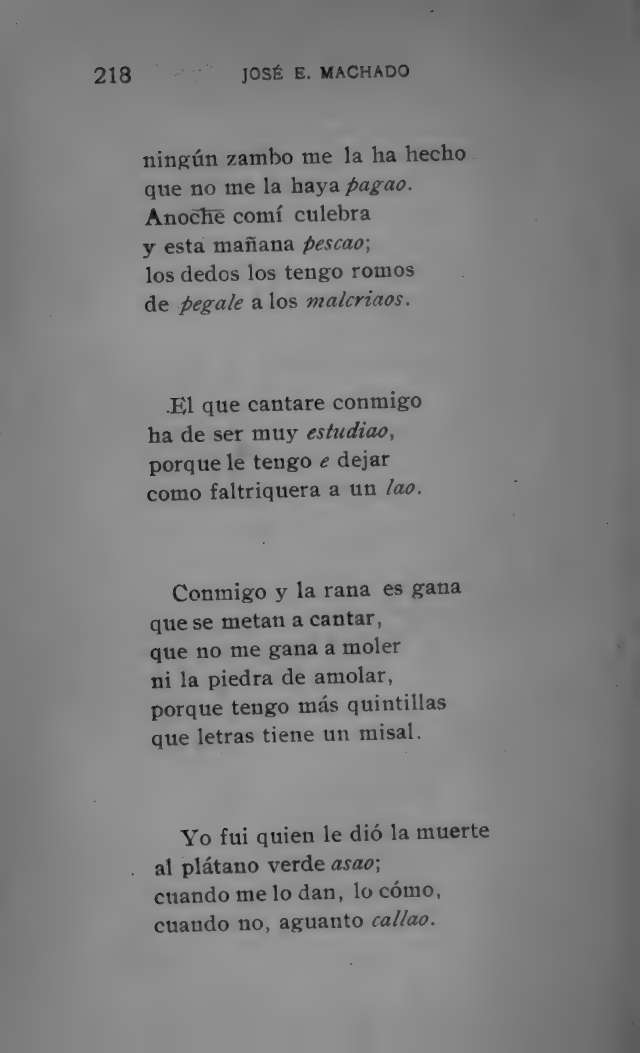 218 JOSÉ E. MACHADO
ningún zambo me la ha hecho
que no me la haya pagao.
Anoche comí culebra
y esta mañana pescao;
los dedos los tengo romos
de pegale a los malcriaos.
El que cantare conmigo
ha de ser muy estudiao,
porque le tengo e dejar
como faltriquera a un lao.
Conmigo y la rana es gana
que se metan a cantar,
que no me gana a moler
ni la piedra de amolar,
porque tengo más quintillas
que letras tiene un misal.
Yo fui quien le dió la muerte
al plátano verde asao;
cuando me lo dan, lo cómo,
cuando no, aguanto callao.